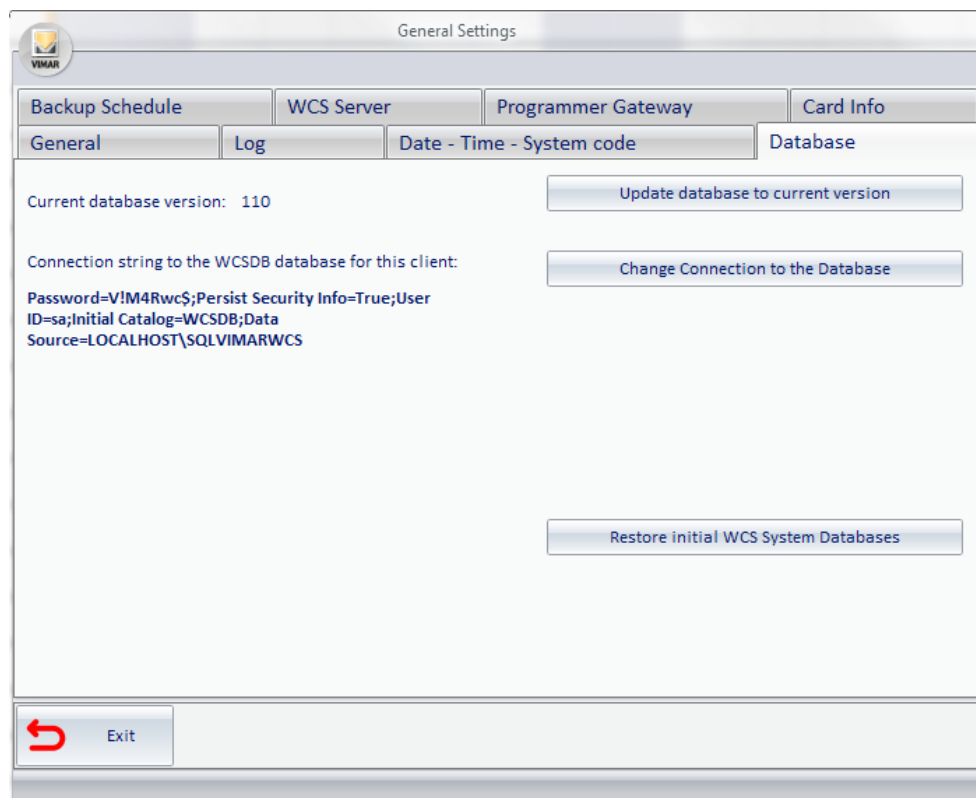 General Settings
VIMAR
Backup Schedule
WCS Server
Programmer Gateway
Card Info
General
Log
Date - Time - System code
Database
Current database version: 110
Update database to current version
Connection string to the WCSDB database for this client:
Change Connection to the Database
Password=V!M4Rwc$;Persist Security Info=True;User
ID=sa;Initial Catalog=WCSDB;Data
Source=LOCALHOST\SQLVIMARWCS
Restore initial WCS System Databases
Exit